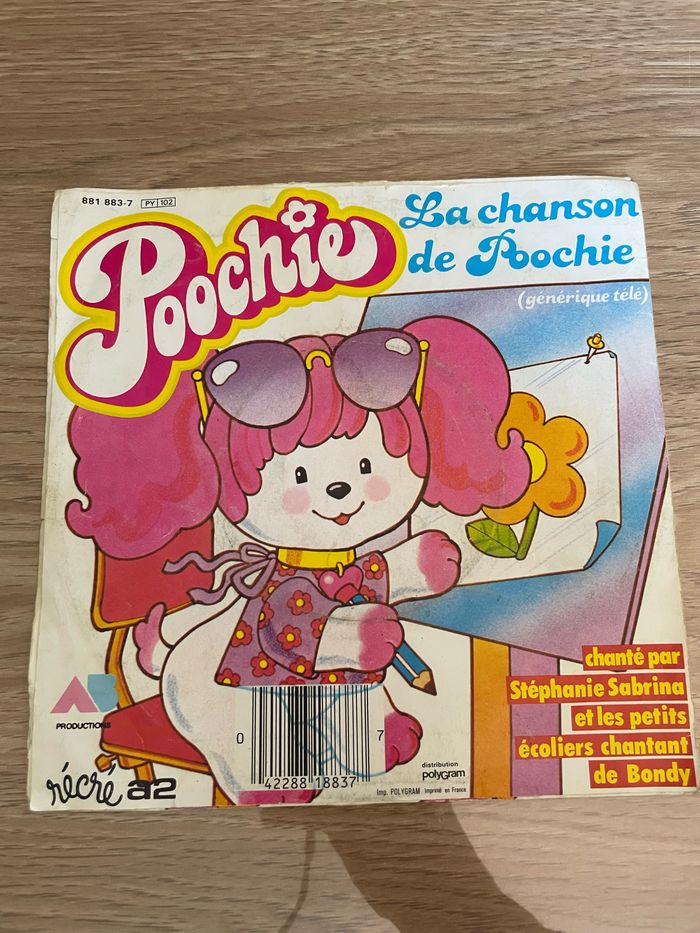 881 883-7 PY 102
Poochie
La chanson
de Poochie
(générique télé)
chanté par
Stéphanie Sabrina
et les petits
écoliers chantant
de Bondy
AB
PRODUCTIONS
récré a2
0 42288 18837 7
distribution
polygram
Imp. POLYGRAM Imprimé en France